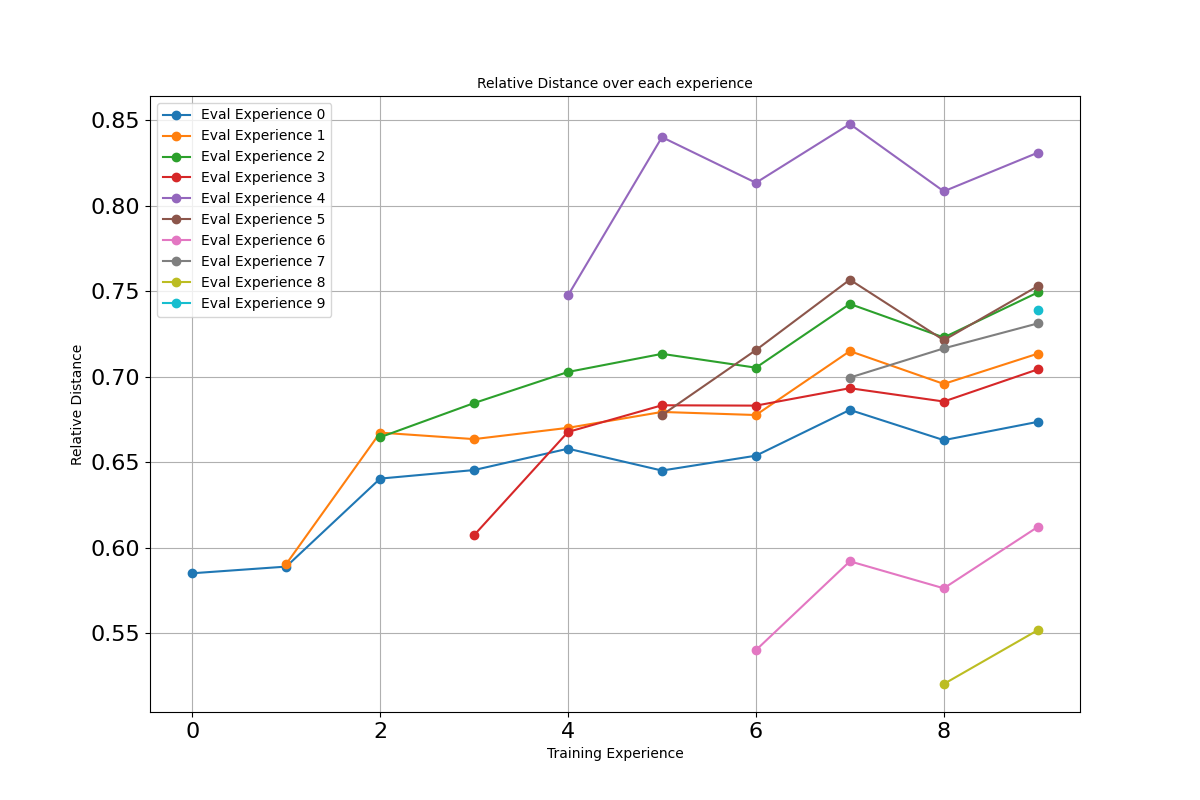 Relative Distance over each experience
Eval Experience 0
Eval Experience 1
Eval Experience 2
Eval Experience 3
Eval Experience 4
Eval Experience 5
Eval Experience 6
Eval Experience 7
Eval Experience 8
Eval Experience 9
0.85
0.80
0.75
0.70
0.65
0.60
0.55
Relative Distance
0 2 4 6 8
Training Experience